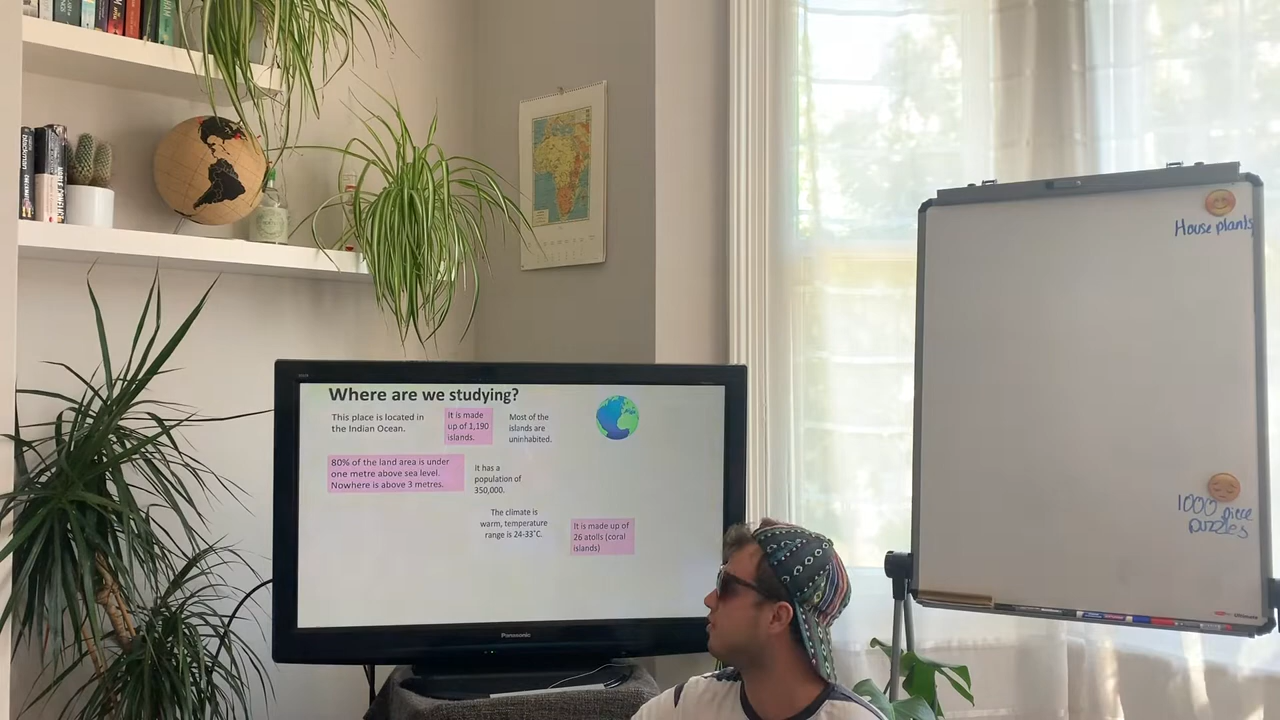 Where are we studying?
This place is located in
the Indian Ocean.
It is made
up of 1,190
islands.
Most of the
islands are
uninhabited.
80% of the land area is under
one metre above sea level.
Nowhere is above 3 metres.
It has a
population of
350,000.
The climate is
warm, temperature
range is 24-33˚C.
It is made up of
26 atolls (coral
islands)
Panasonic
House plants
1000 piece
puzzles